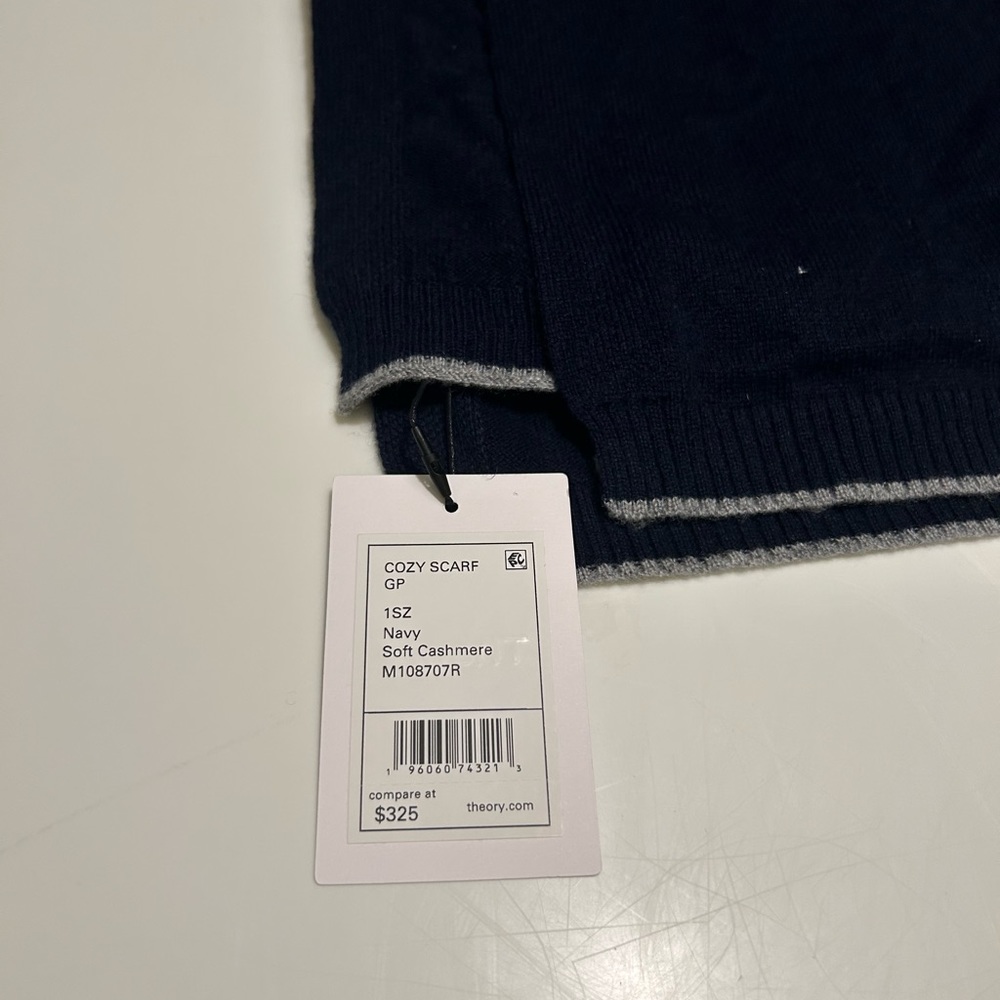 COZY SCARF
GP
1SZ
Navy
Soft Cashmere
M108707R
1 96060 74321 3
compare at
$325
theory.com